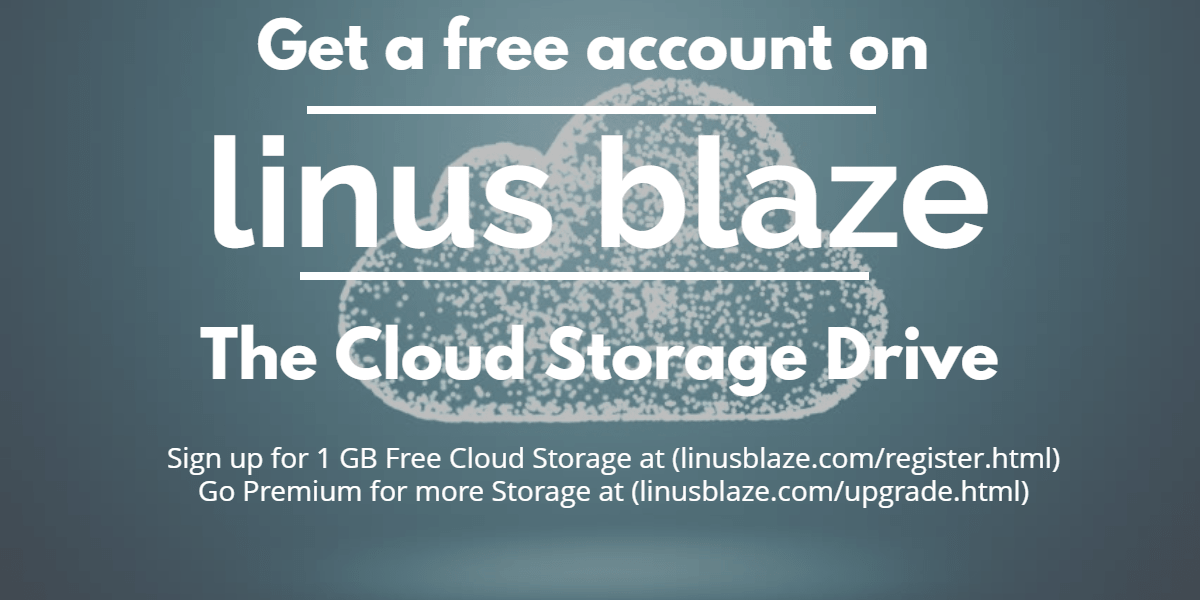 Get a free account on
linus blaze
The Cloud Storage Drive
Sign up for 1 GB Free Cloud Storage at (linusblaze.com/register.html)
Go Premium for more Storage at (linusblaze.com/upgrade.html)